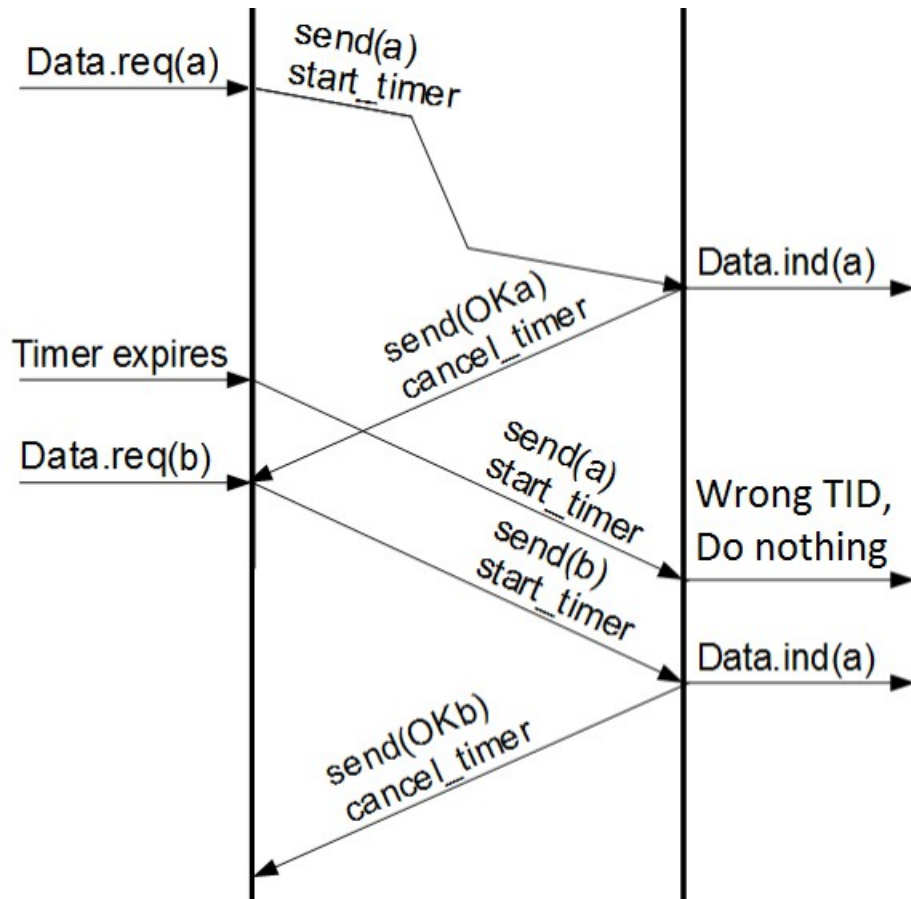 send(a)
start_timer
Data.req(a)
Data.ind(a)
send(OKa)
cancel_timer
Timer expires
Data.req(b)
send(a)
start_timer
Wrong TID,
Do nothing
send(b)
start_timer
Data.ind(a)
send(OKb)
cancel_timer